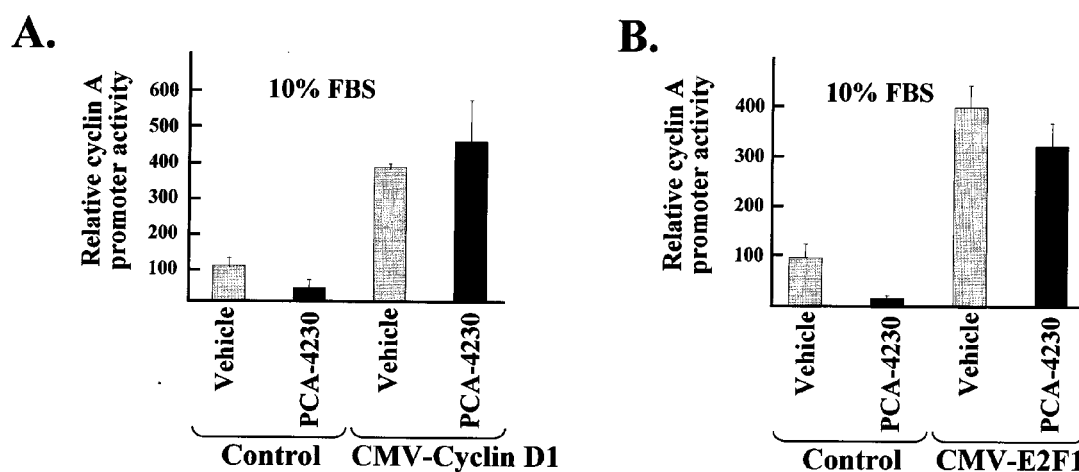 A.
Relative cyclin A
promoter activity
600
500
400
300
200
100
10% FBS
Vehicle
PCA-4230
Vehicle
PCA-4230
Control
CMV-Cyclin D1
B.
Relative cyclin A
promoter activity
400
300
200
100
10% FBS
Vehicle
PCA-4230
Vehicle
PCA-4230
Control
CMV-E2F1